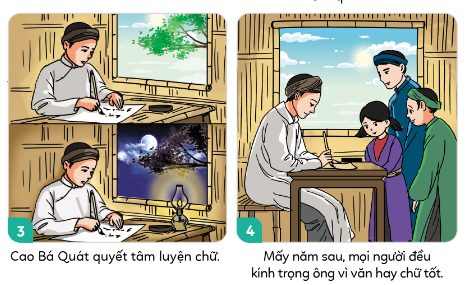 3
Cao Bá Quát quyết tâm luyện chữ.
4
Mấy năm sau, mọi người đều
kính trọng ông vì văn hay chữ tốt.